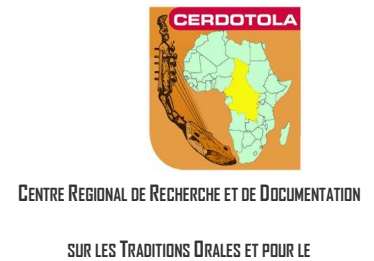 CERDOTOLA
CENTRE REGIONAL DE RECHERCHE ET DE DOCUMENTATION
SUR LES TRADITIONS ORALES ET POUR LE